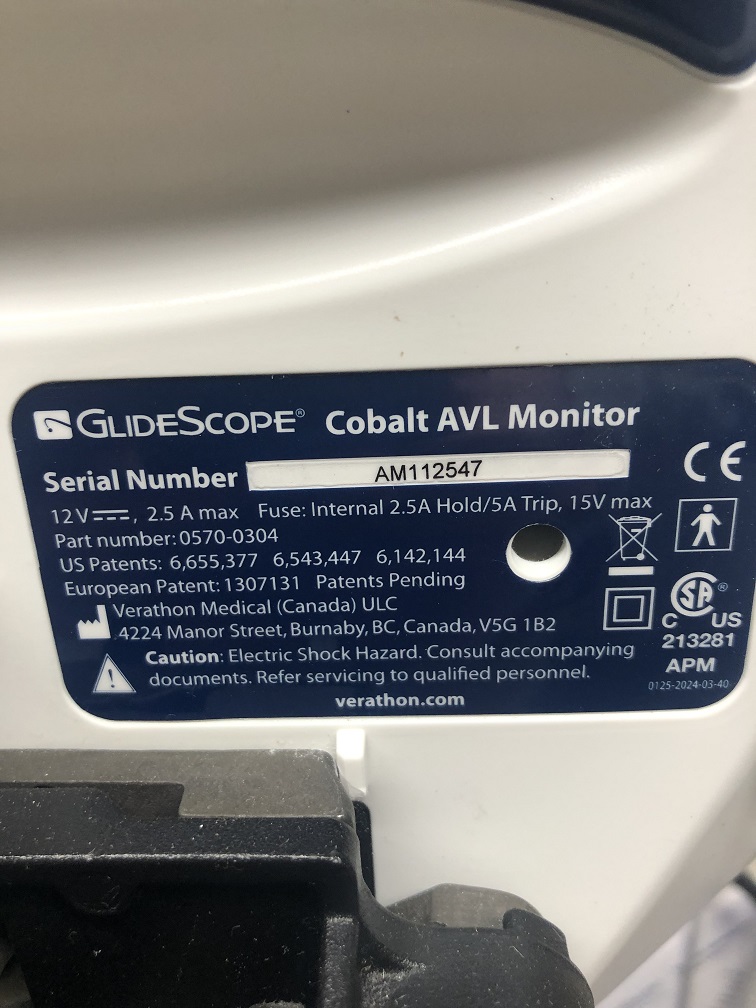 GLIDESCOPE® Cobalt AVL Monitor
Serial Number AM112547
12V⎓, 2.5 A max Fuse: Internal 2.5A Hold/5A Trip, 15V max
Part number: 0570-0304
US Patents: 6,655,377 6,543,447 6,142,144
European Patent: 1307131 Patents Pending
Verathon Medical (Canada) ULC
4224 Manor Street, Burnaby, BC, Canada, V5G 1B2
Caution: Electric Shock Hazard. Consult accompanying
documents. Refer servicing to qualified personnel.
verathon.com
CE
SA®
C US
213281
APM
0125-2024-03-40